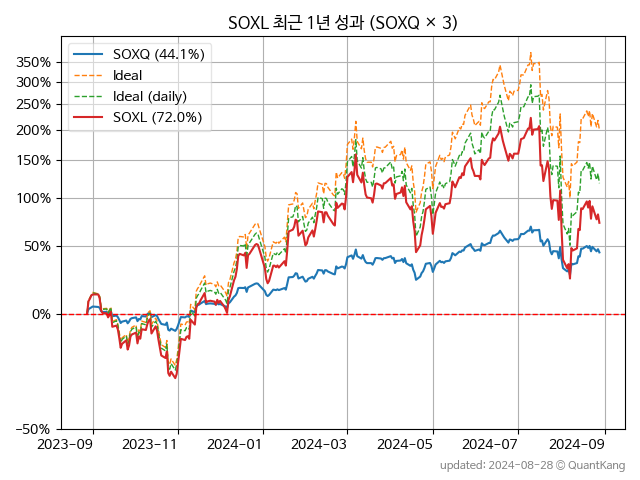 SOXL 최근 1년 성과 (SOXQ × 3)
SOXQ (44.1%)
Ideal
Ideal (daily)
SOXL (72.0%)
350%
300%
250%
200%
150%
100%
50%
0%
−50%
2023−09 2023−11 2024−01 2024−03 2024−05 2024−07 2024−09
updated: 2024-08-28 © QuantKang